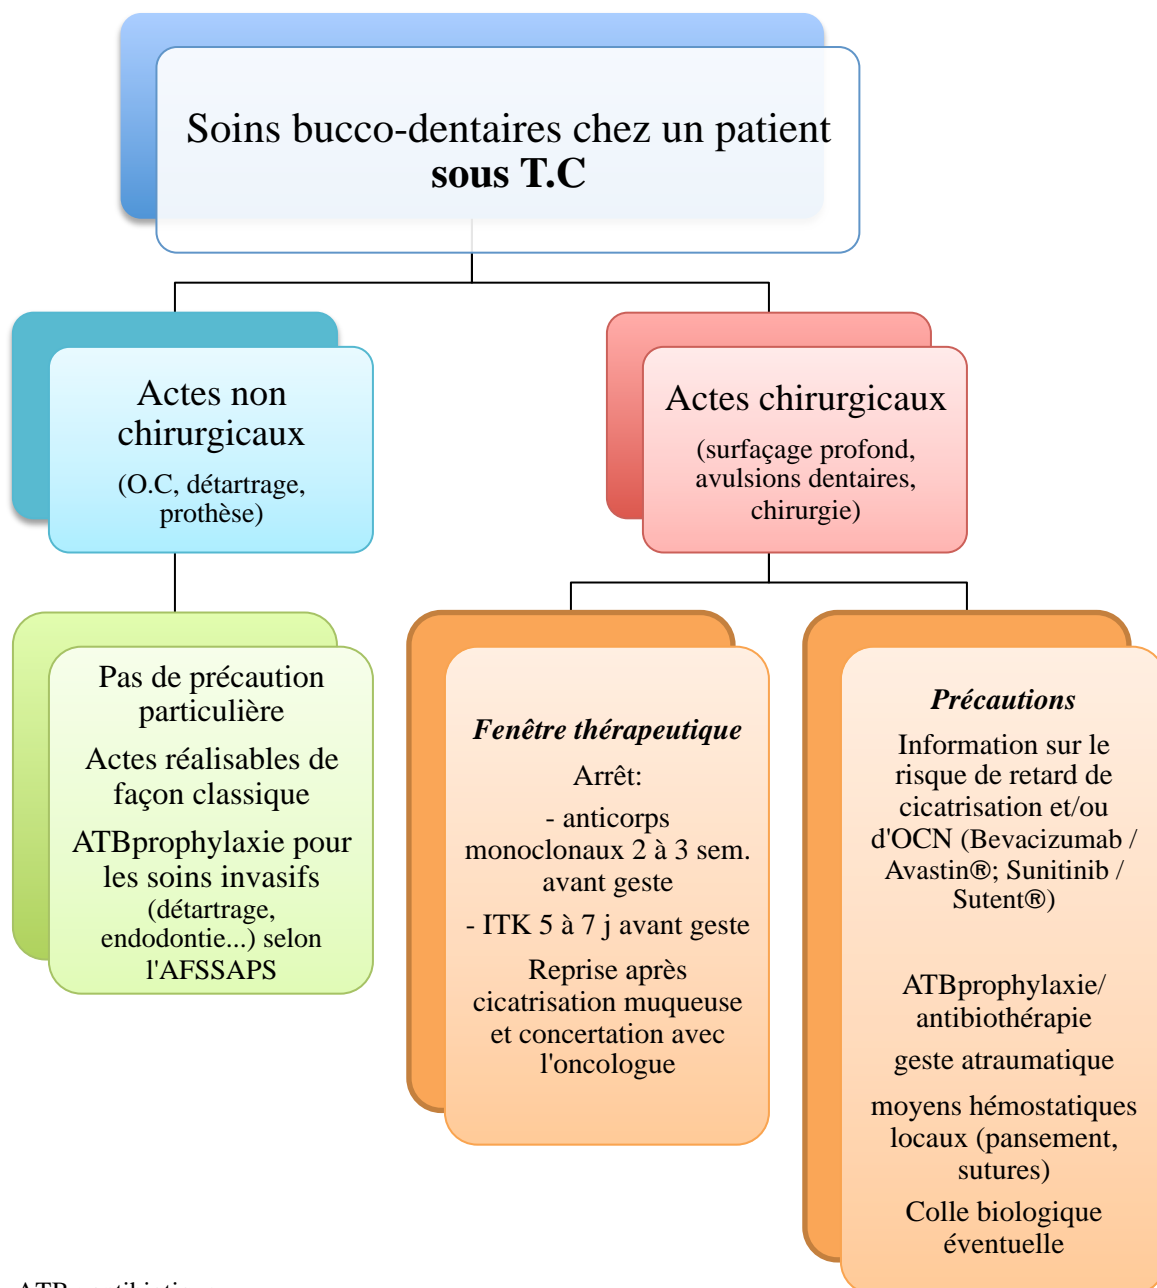 Soins bucco-dentaires chez un patient
sous T.C
Actes non
chirurgicaux
(O.C, détartrage,
prothèse)
Actes chirurgicaux
(surfaçage profond,
avulsions dentaires,
chirurgie)
Pas de précaution
particulière
Actes réalisables de
façon classique
ATBprophylaxie pour
les soins invasifs
(détartrage,
endodontie...) selon
l'AFSSAPS
Fenêtre thérapeutique
Arrêt:
- anticorps
monoclonaux 2 à 3 sem.
avant geste
- ITK 5 à 7 j avant geste
Reprise après
cicatrisation muqueuse
et concertation avec
l'oncologue
Précautions
Information sur le
risque de retard de
cicatrisation et/ou
d'OCN (Bevacizumab /
Avastin®; Sunitinib /
Sutent®)
ATBprophylaxie/
antibiothérapie
geste atraumatique
moyens hémostatiques
locaux (pansement,
sutures)
Colle biologique
éventuelle